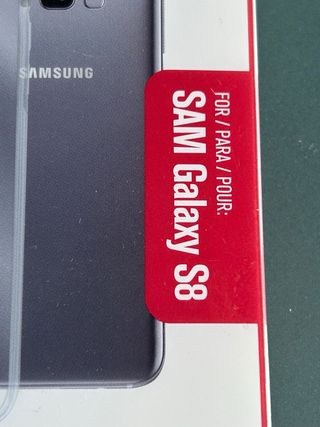 SAMSUNG
FOR / PARA / POUR:
SAM Galaxy S8